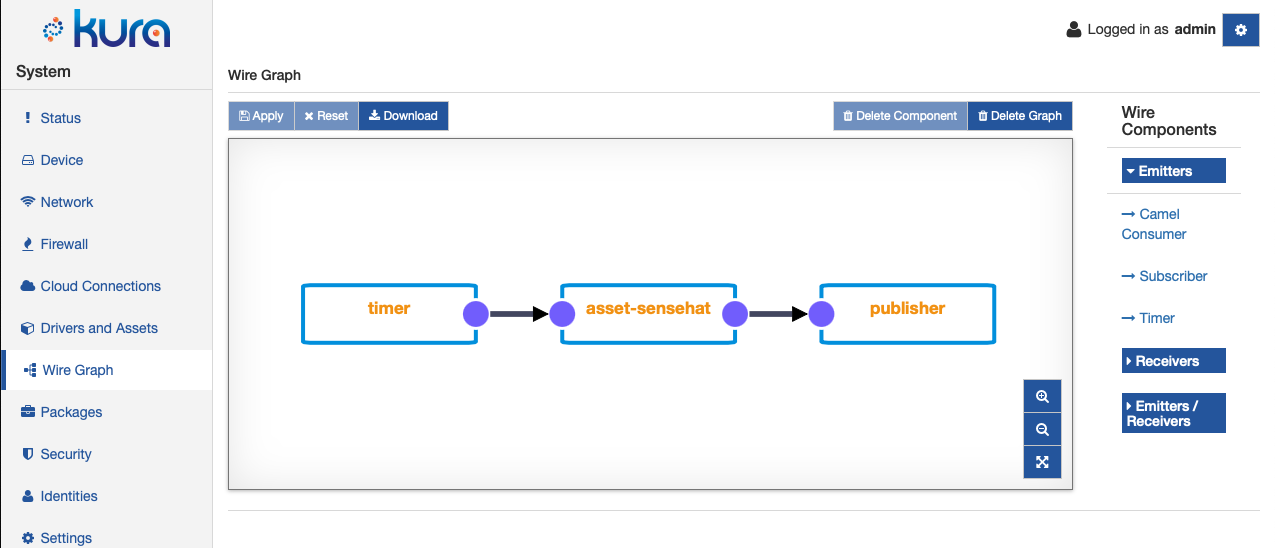 kura
Logged in as admin
System
Status
Device
Network
Firewall
Cloud Connections
Drivers and Assets
Wire Graph
Packages
Security
Identities
Settings
Wire Graph
Apply
Reset
Download
Delete Component
Delete Graph
timer
asset-sensehat
publisher
Wire
Components
Emitters
Camel
Consumer
Subscriber
Timer
Receivers
Emitters /
Receivers